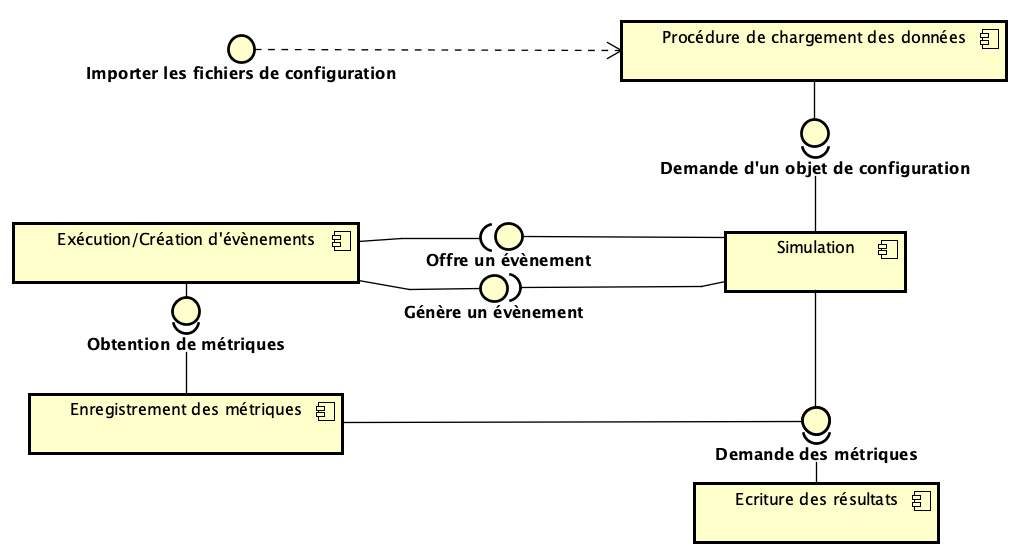 Procédure de chargement des données
Importer les fichiers de configuration
Demande d'un objet de configuration
Exécution/Création d'évènements
Simulation
Offre un évènement
Génère un évènement
Obtention de métriques
Enregistrement des métriques
Demande des métriques
Ecriture des résultats